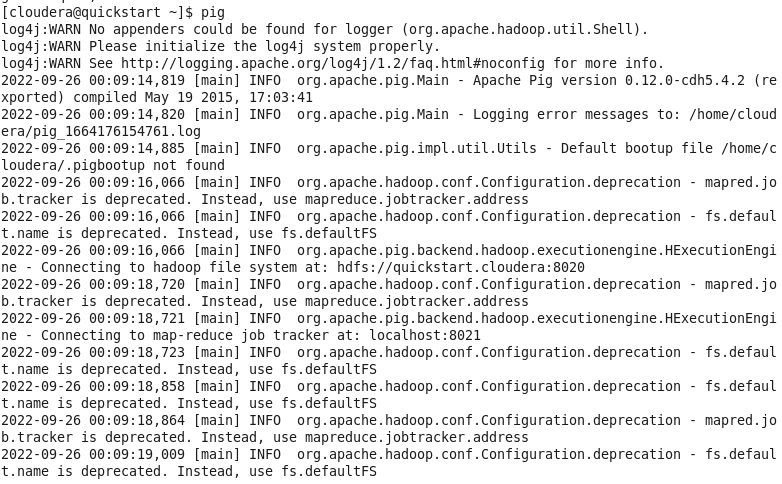 [cloudera@quickstart ~]$ pig
log4j:WARN No appenders could be found for logger (org.apache.hadoop.util.Shell).
log4j:WARN Please initialize the log4j system properly.
log4j:WARN See http://logging.apache.org/log4j/1.2/faq.html#noconfig for more info.
2022-09-26 00:09:14,819 [main] INFO  org.apache.pig.Main - Apache Pig version 0.12.0-cdh5.4.2 (re
xported) compiled May 19 2015, 17:03:41
2022-09-26 00:09:14,820 [main] INFO  org.apache.pig.Main - Logging error messages to: /home/cloud
era/pig_1664176154761.log
2022-09-26 00:09:14,885 [main] INFO  org.apache.pig.impl.util.Utils - Default bootup file /home/c
loudera/.pigbootup not found
2022-09-26 00:09:16,066 [main] INFO  org.apache.hadoop.conf.Configuration.deprecation - mapred.jo
b.tracker is deprecated. Instead, use mapreduce.jobtracker.address
2022-09-26 00:09:16,066 [main] INFO  org.apache.hadoop.conf.Configuration.deprecation - fs.defaul
t.name is deprecated. Instead, use fs.defaultFS
2022-09-26 00:09:16,066 [main] INFO  org.apache.pig.backend.hadoop.executionengine.HExecutionEngi
ne - Connecting to hadoop file system at: hdfs://quickstart.cloudera:8020
2022-09-26 00:09:18,720 [main] INFO  org.apache.hadoop.conf.Configuration.deprecation - mapred.jo
b.tracker is deprecated. Instead, use mapreduce.jobtracker.address
2022-09-26 00:09:18,721 [main] INFO  org.apache.pig.backend.hadoop.executionengine.HExecutionEngi
ne - Connecting to map-reduce job tracker at: localhost:8021
2022-09-26 00:09:18,723 [main] INFO  org.apache.hadoop.conf.Configuration.deprecation - fs.defaul
t.name is deprecated. Instead, use fs.defaultFS
2022-09-26 00:09:18,858 [main] INFO  org.apache.hadoop.conf.Configuration.deprecation - fs.defaul
t.name is deprecated. Instead, use fs.defaultFS
2022-09-26 00:09:18,864 [main] INFO  org.apache.hadoop.conf.Configuration.deprecation - mapred.jo
b.tracker is deprecated. Instead, use mapreduce.jobtracker.address
2022-09-26 00:09:19,009 [main] INFO  org.apache.hadoop.conf.Configuration.deprecation - fs.defaul
t.name is deprecated. Instead, use fs.defaultFS